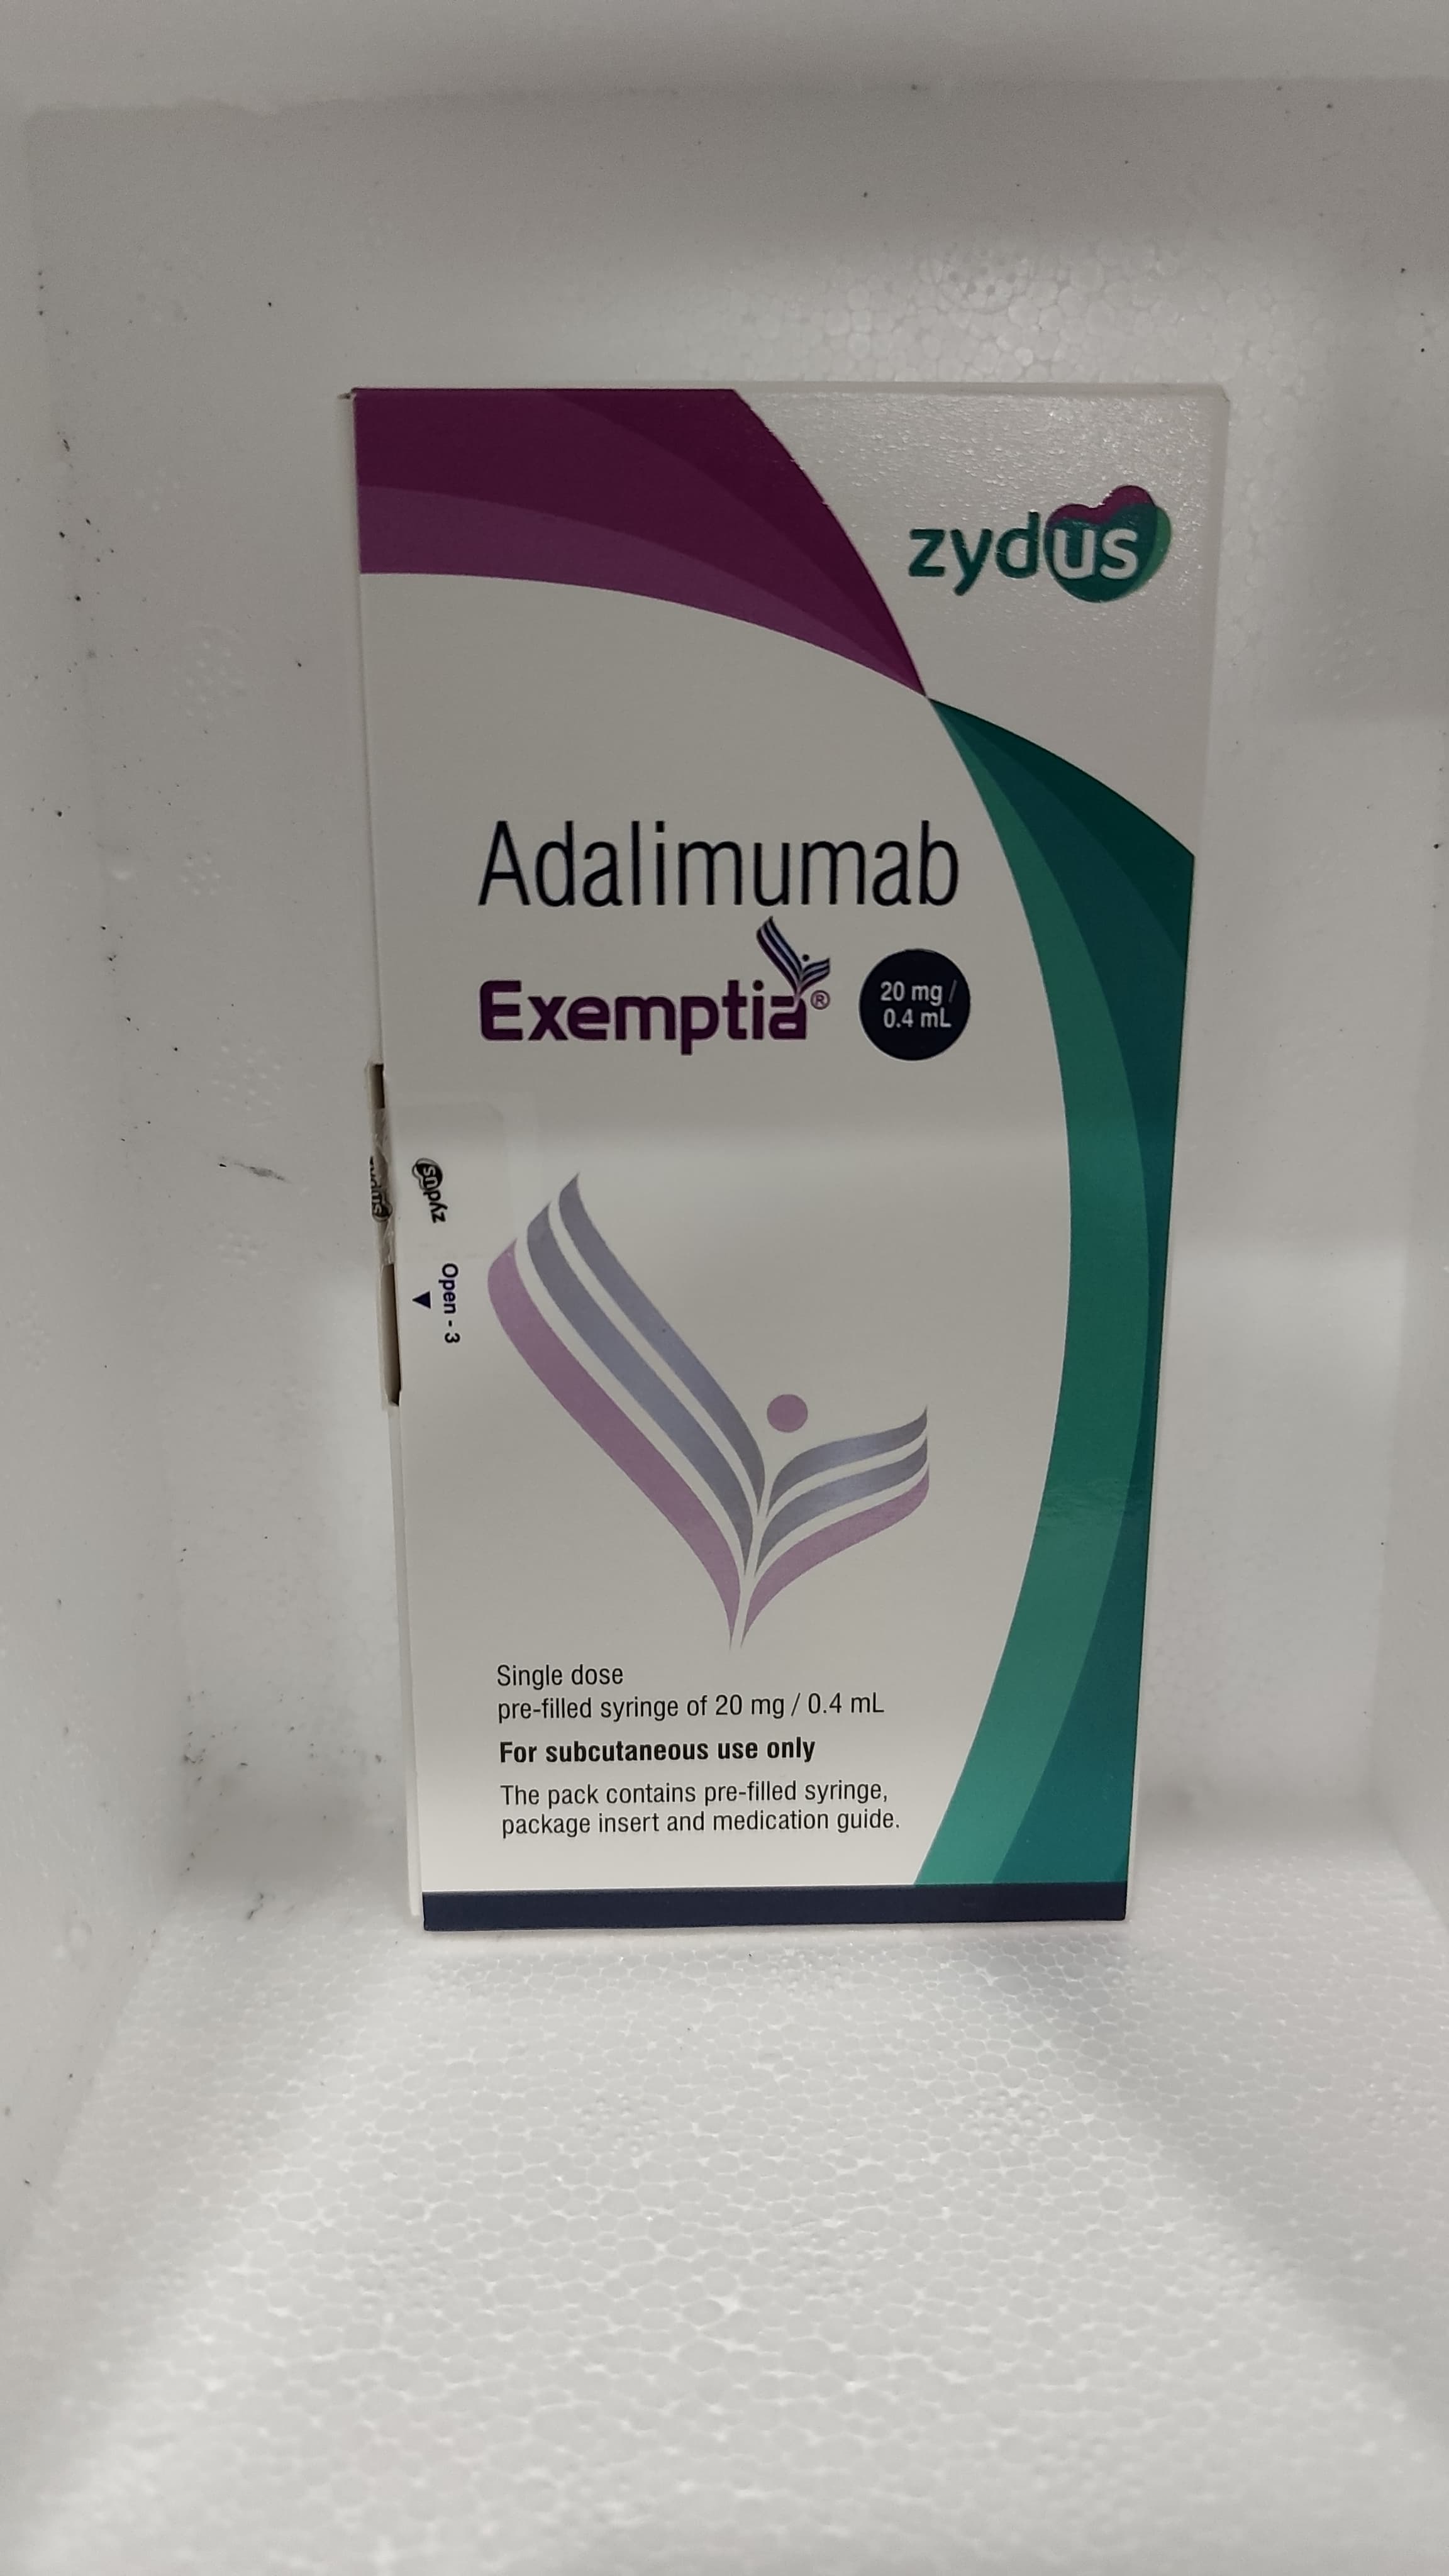 zydus
Adalimumab
Exemptia®
20 mg /
0.4 mL
zydus
Open - 3
Single dose
pre-filled syringe of 20 mg / 0.4 mL
For subcutaneous use only
The pack contains pre-filled syringe,
package insert and medication guide.